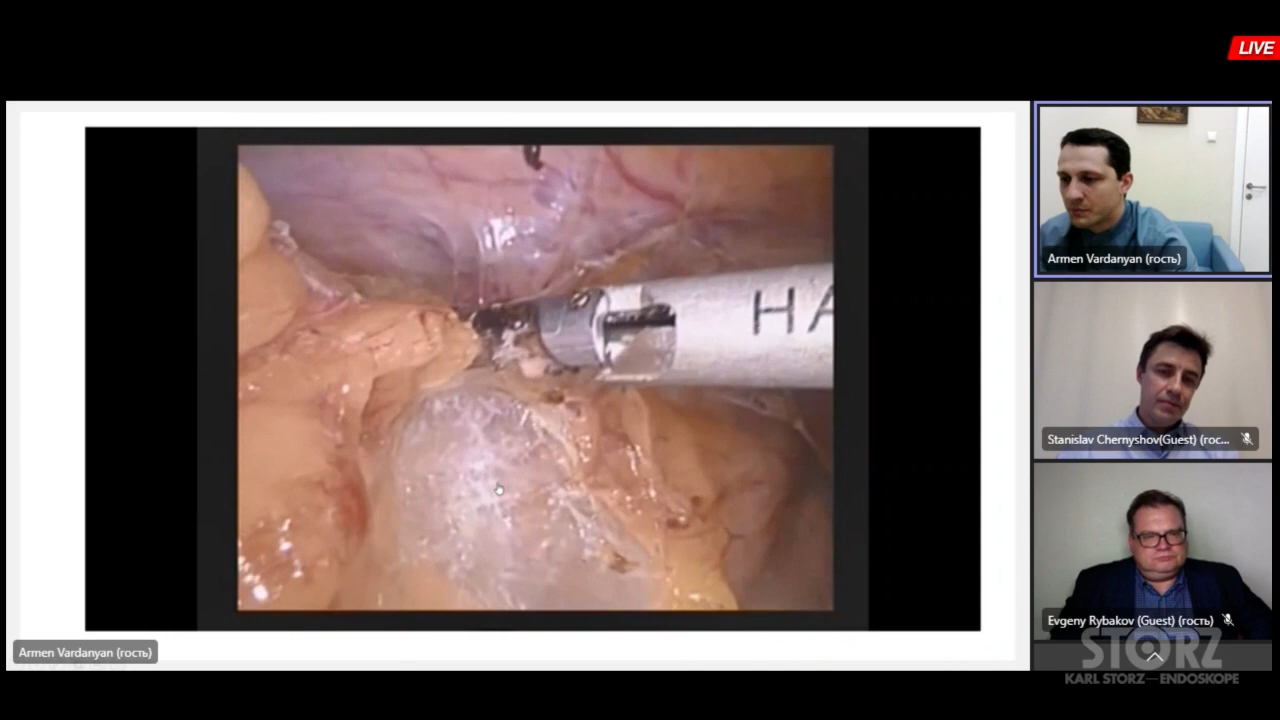 LIVE
HA
Armen Vardanyan (гость)
Stanislav Chernyshov(Guest) (гос...
Evgeny Rybakov (Guest) (гость)
Armen Vardanyan (гость)
STORZ
KARL STORZ—ENDOSKOPE